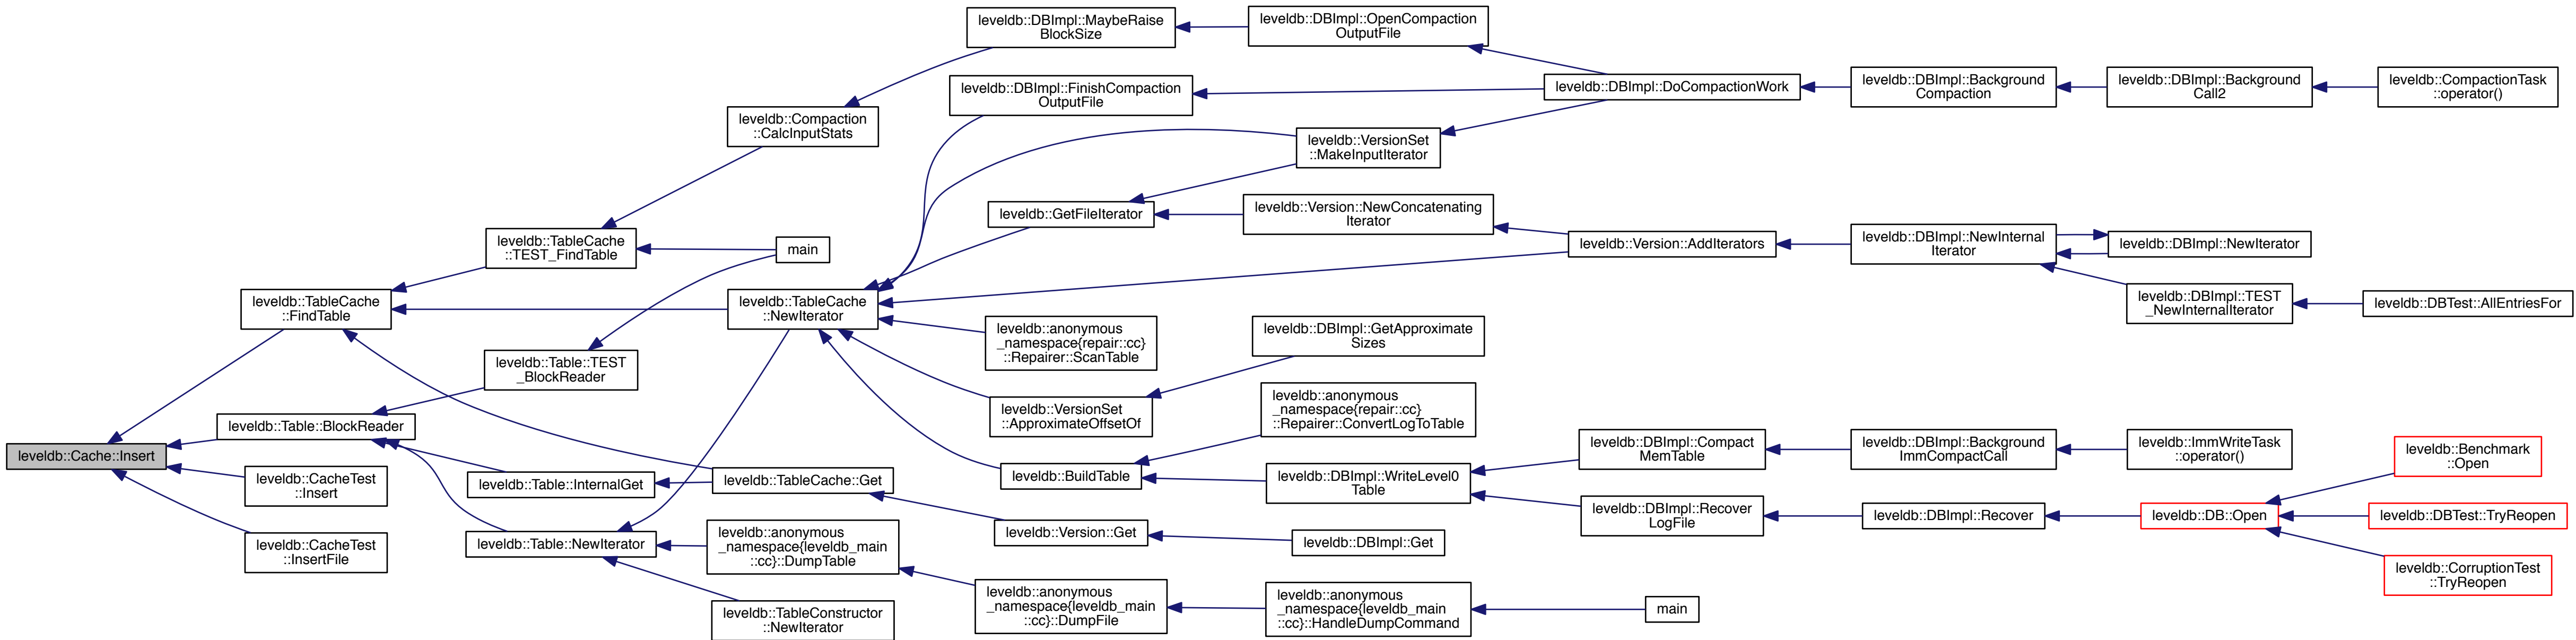 leveldb::DBImpl::MaybeRaise
BlockSize
leveldb::DBImpl::OpenCompaction
OutputFile
leveldb::DBImpl::FinishCompaction
OutputFile
leveldb::DBImpl::DoCompactionWork
leveldb::DBImpl::Background
Compaction
leveldb::DBImpl::Background
Call2
leveldb::CompactionTask
::operator()
leveldb::Compaction
::CalcInputStats
leveldb::VersionSet
::MakeInputIterator
leveldb::GetFileIterator
leveldb::Version::NewConcatenating
Iterator
leveldb::TableCache
::TEST_FindTable
main
leveldb::Version::AddIterators
leveldb::DBImpl::NewInternal
Iterator
leveldb::DBImpl::NewIterator
leveldb::TableCache
::FindTable
leveldb::TableCache
::NewIterator
leveldb::DBImpl::TEST
_NewInternalIterator
leveldb::DBTest::AllEntriesFor
leveldb::anonymous
_namespace{repair::cc}
::Repairer::ScanTable
leveldb::DBImpl::GetApproximate
Sizes
leveldb::Table::TEST
_BlockReader
leveldb::VersionSet
::ApproximateOffsetOf
leveldb::anonymous
_namespace{repair::cc}
::Repairer::ConvertLogToTable
leveldb::Table::BlockReader
leveldb::Cache::Insert
leveldb::DBImpl::Compact
MemTable
leveldb::DBImpl::Background
ImmCompactCall
leveldb::ImmWriteTask
::operator()
leveldb::Benchmark
::Open
leveldb::CacheTest
::Insert
leveldb::Table::InternalGet
leveldb::TableCache::Get
leveldb::BuildTable
leveldb::DBImpl::WriteLevel0
Table
leveldb::DBImpl::Recover
LogFile
leveldb::DBImpl::Recover
leveldb::DB::Open
leveldb::DBTest::TryReopen
leveldb::CacheTest
::InsertFile
leveldb::Table::NewIterator
leveldb::anonymous
_namespace{leveldb_main
::cc}::DumpTable
leveldb::Version::Get
leveldb::DBImpl::Get
leveldb::CorruptionTest
::TryReopen
leveldb::TableConstructor
::NewIterator
leveldb::anonymous
_namespace{leveldb_main
::cc}::DumpFile
leveldb::anonymous
_namespace{leveldb_main
::cc}::HandleDumpCommand
main